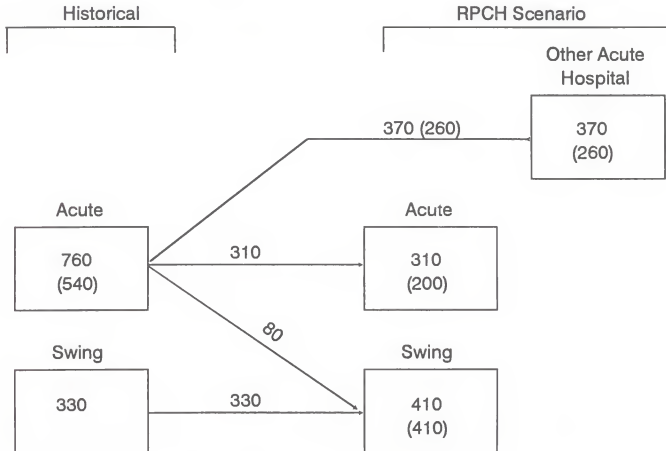 Historical
RPCH Scenario
Other Acute
Hospital
370 (260)
370
(260)
Acute
Acute
760
(540)
310
310
(200)
80
Swing
Swing
330
330
410
(410)